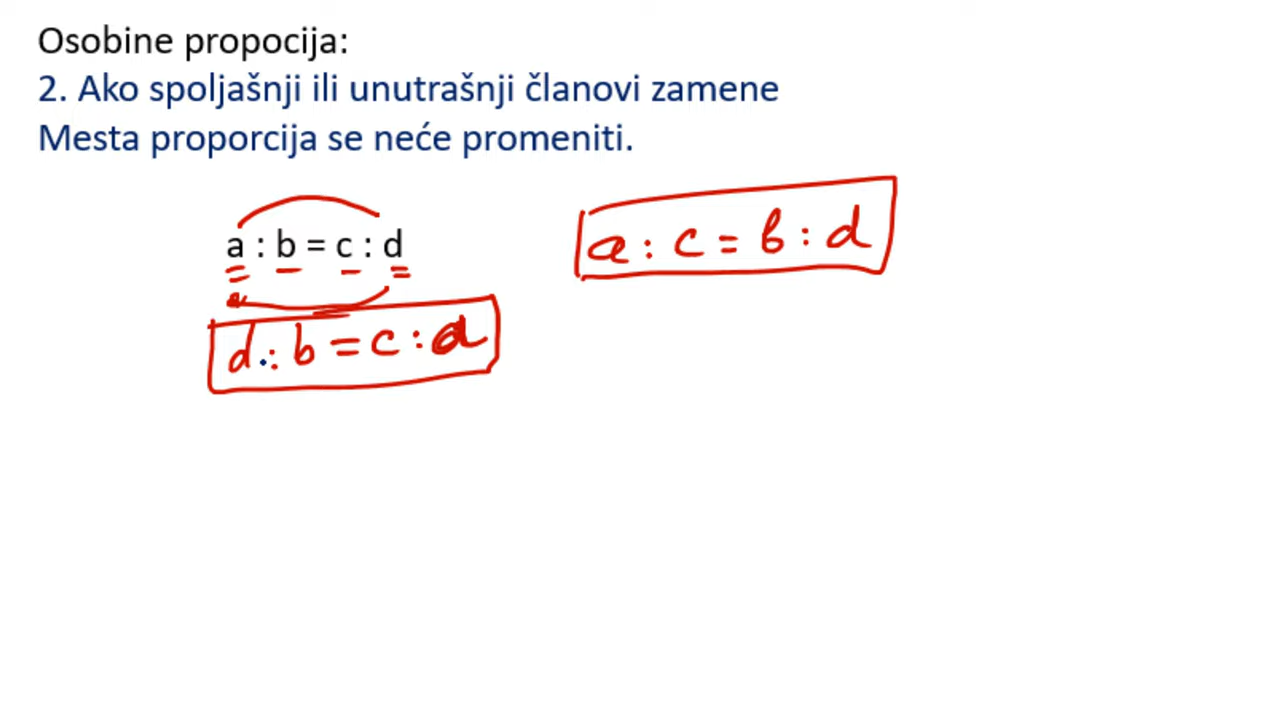 Osobine propocija:
2. Ako spoljašnji ili unutrašnji članovi zamene
Mesta proporcija se neće promeniti.
a : b = c : d
a : c = b : d
d : b = c : a